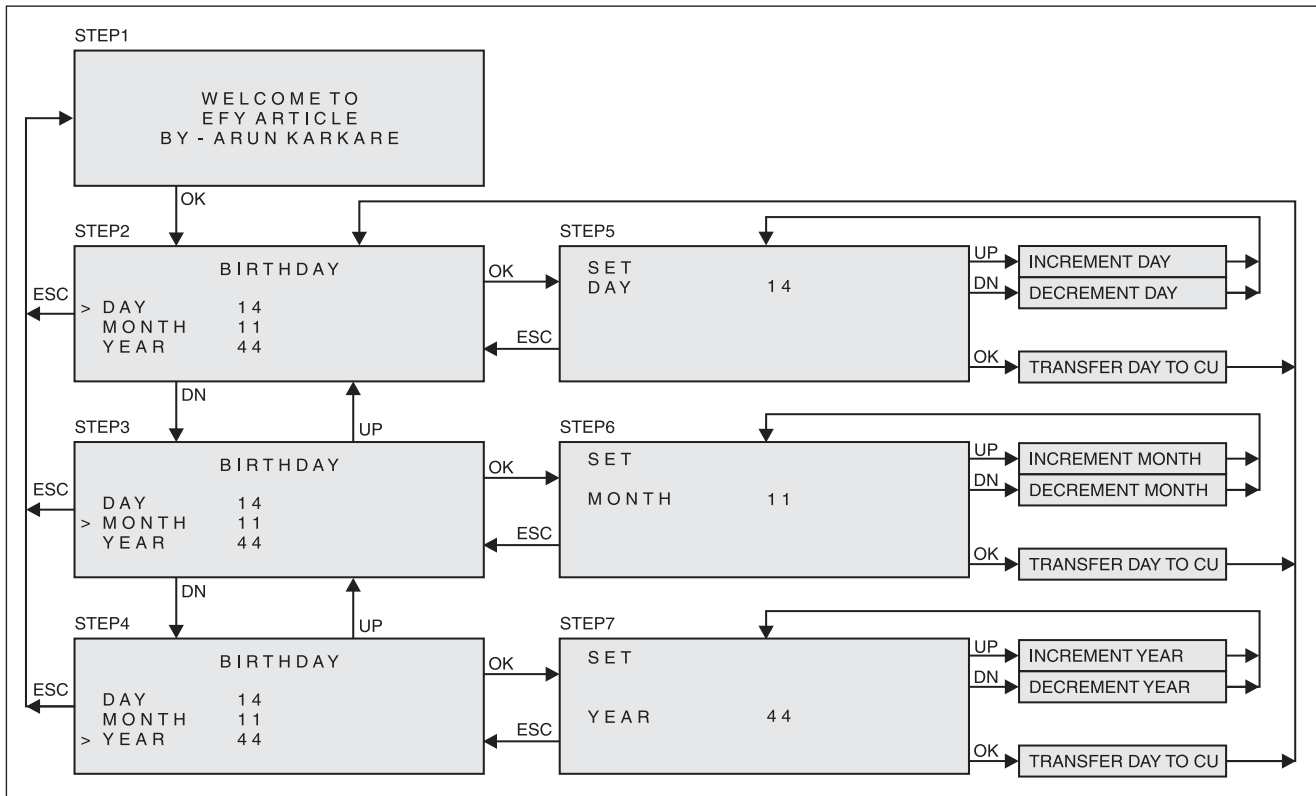 STEP1
WELCOME TO
EFY ARTICLE
BY - ARUN KARKARE
OK
STEP2
BIRTHDAY
> DAY 14
MONTH 11
YEAR 44
ESC
OK
ESC
STEP5
SET
DAY 14
UP
INCREMENT DAY
DN
DECREMENT DAY
OK
TRANSFER DAY TO CU
DN
UP
STEP3
BIRTHDAY
DAY 14
> MONTH 11
YEAR 44
ESC
OK
ESC
STEP6
SET
MONTH 11
UP
INCREMENT MONTH
DN
DECREMENT MONTH
OK
TRANSFER DAY TO CU
DN
UP
STEP4
BIRTHDAY
DAY 14
MONTH 11
> YEAR 44
ESC
OK
ESC
STEP7
SET
YEAR 44
UP
INCREMENT YEAR
DN
DECREMENT YEAR
OK
TRANSFER DAY TO CU